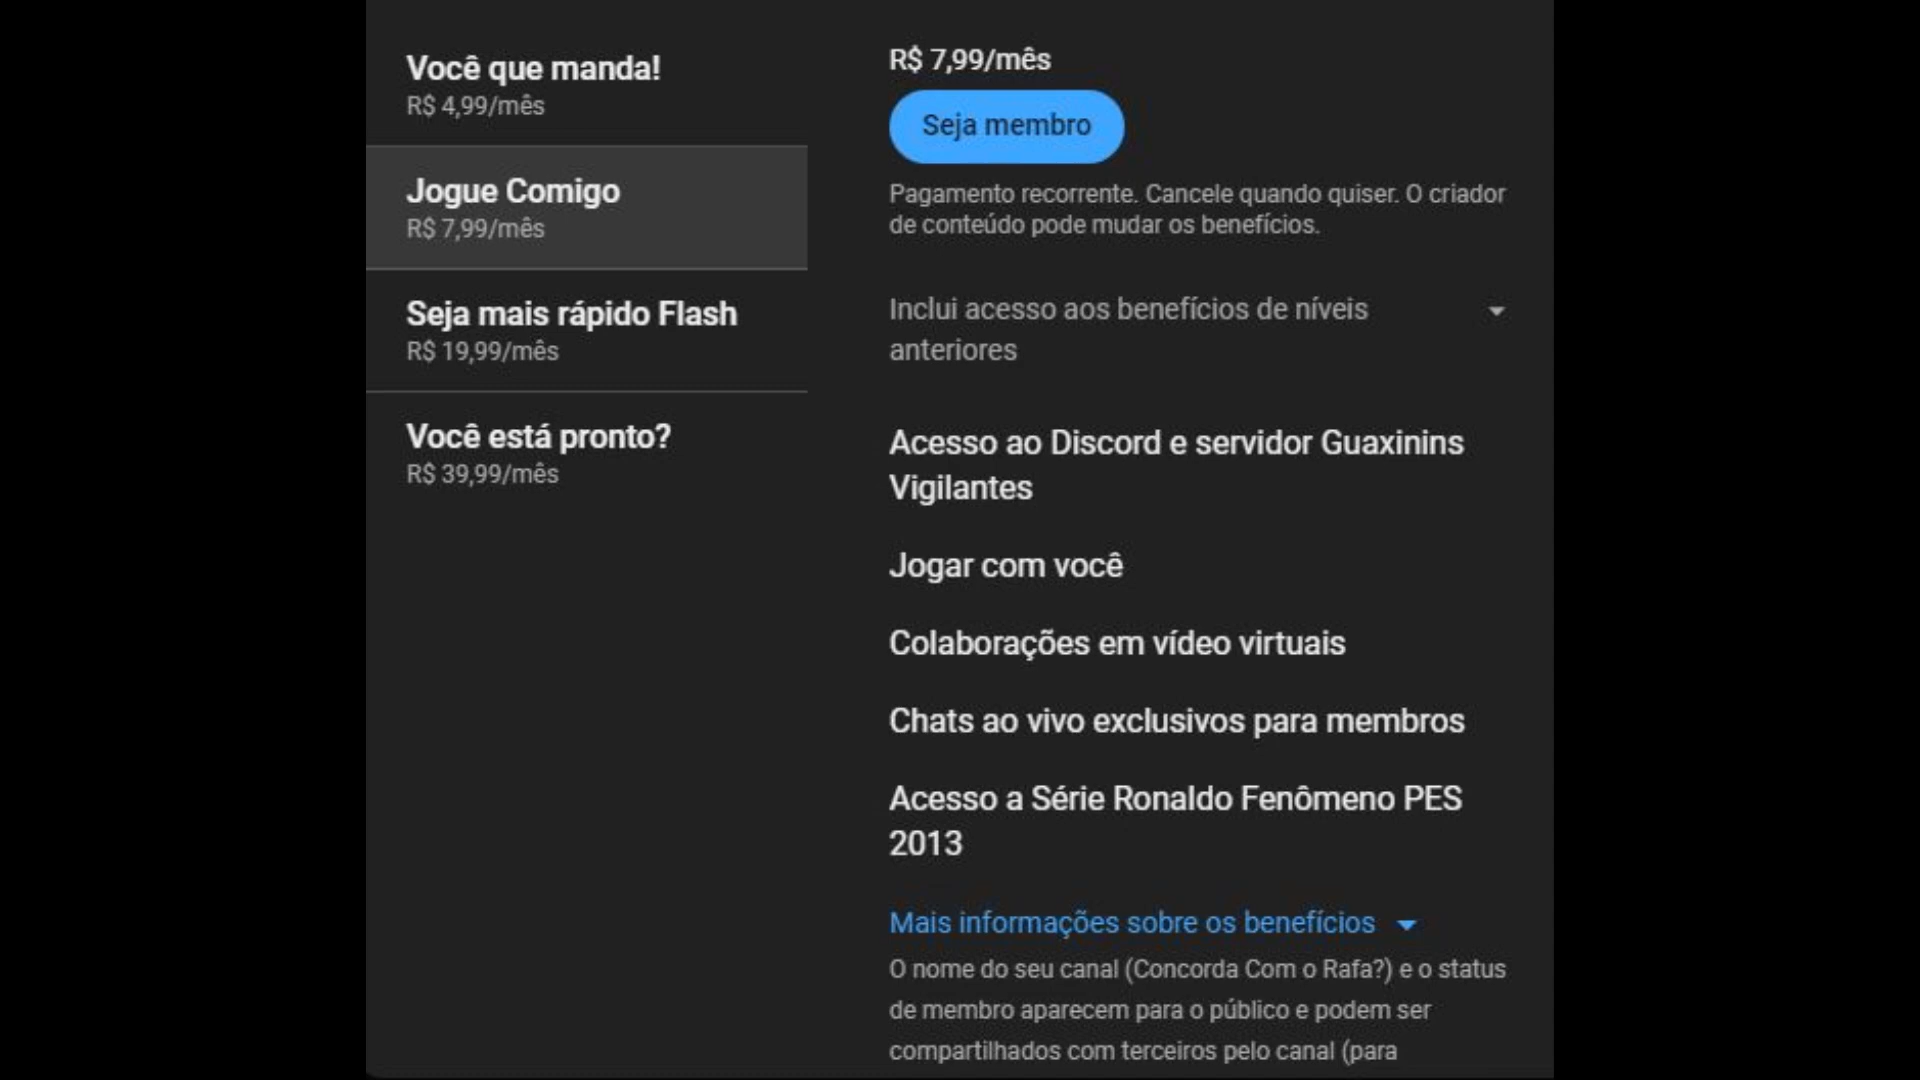 Você que manda!
R$ 4,99/mês
Jogue Comigo
R$ 7,99/mês
Seja mais rápido Flash
R$ 19,99/mês
Você está pronto?
R$ 39,99/mês
R$ 7,99/mês
Seja membro
Pagamento recorrente. Cancele quando quiser. O criador
de conteúdo pode mudar os benefícios.
Inclui acesso aos benefícios de níveis
anteriores
Acesso ao Discord e servidor Guaxinins
Vigilantes
Jogar com você
Colaborações em vídeo virtuais
Chats ao vivo exclusivos para membros
Acesso a Série Ronaldo Fenômeno PES
2013
Mais informações sobre os benefícios
O nome do seu canal (Concorda Com o Rafa?) e o status
de membro aparecem para o público e podem ser
compartilhados com terceiros pelo canal (para